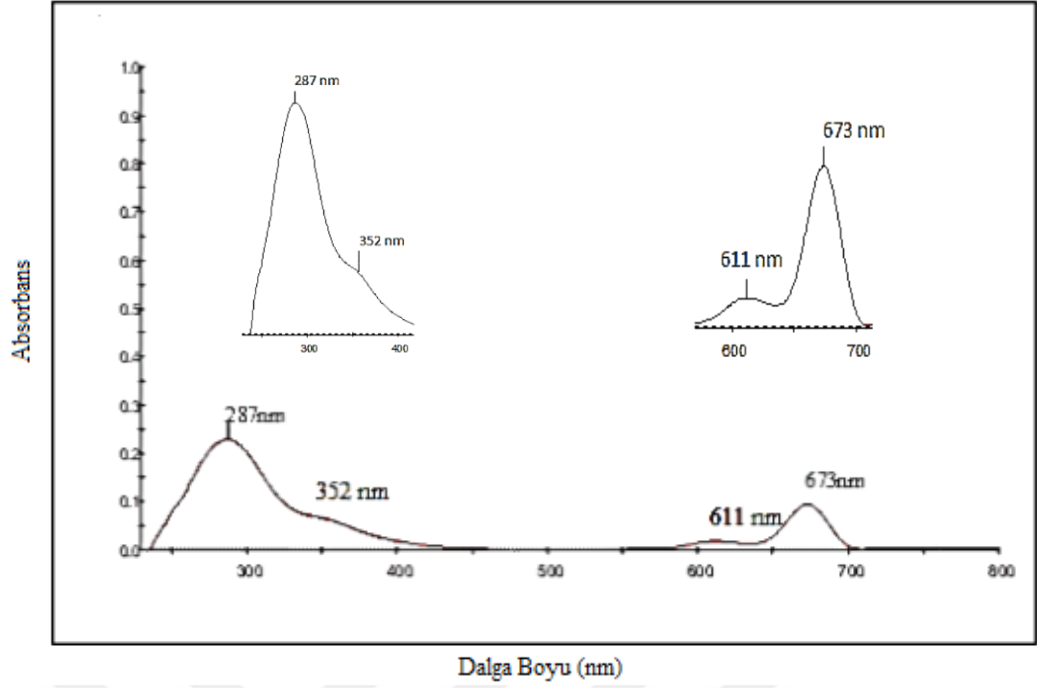 1.0
0.9
0.8
0.7
0.6
0.5
0.4
0.3
0.2
0.1
0.0
Absorbans
287 nm
352 nm
300 400
673 nm
611 nm
600 700
287nm
352 nm
611 nm
673nm
300 400 500 600 700 800
Dalga Boyu (nm)